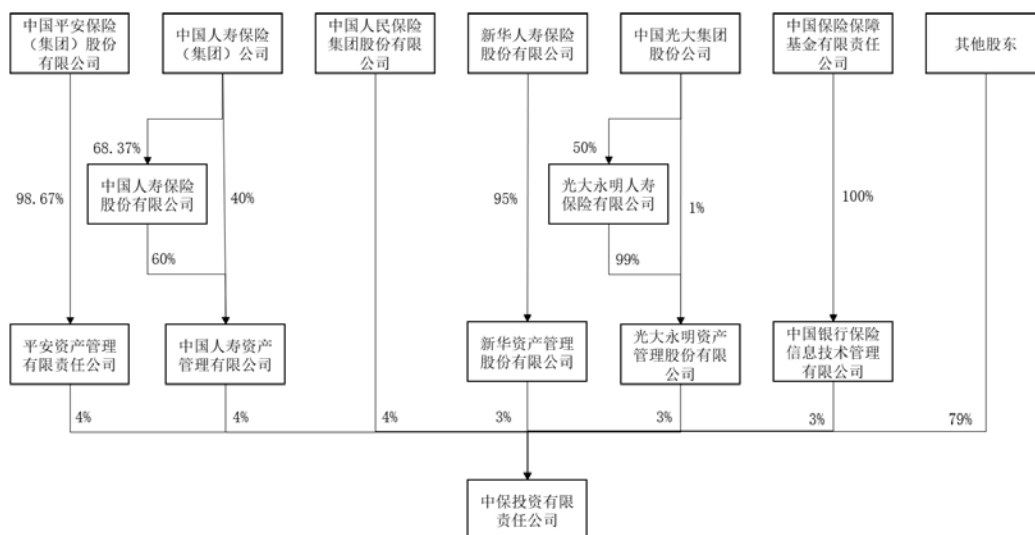 中国平安保险
（集团）股份
有限公司
中国人寿保险
（集团）公司
中国人民保险
集团股份有限
公司
新华人寿保险
股份有限公司
中国光大集团
股份公司
中国保险保障
基金有限责任
公司
其他股东
68.37%
50%
中国人寿保险
股份有限公司
光大永明人寿
保险有限公司
98.67%
40%
95%
1%
100%
60%
99%
平安资产管理
有限责任公司
中国人寿资产
管理有限公司
新华资产管理
股份有限公司
光大永明资产
管理股份有限
公司
中国银行保险
信息技术管理
有限公司
4%
4%
4%
3%
3%
3%
79%
中保投资有限
责任公司